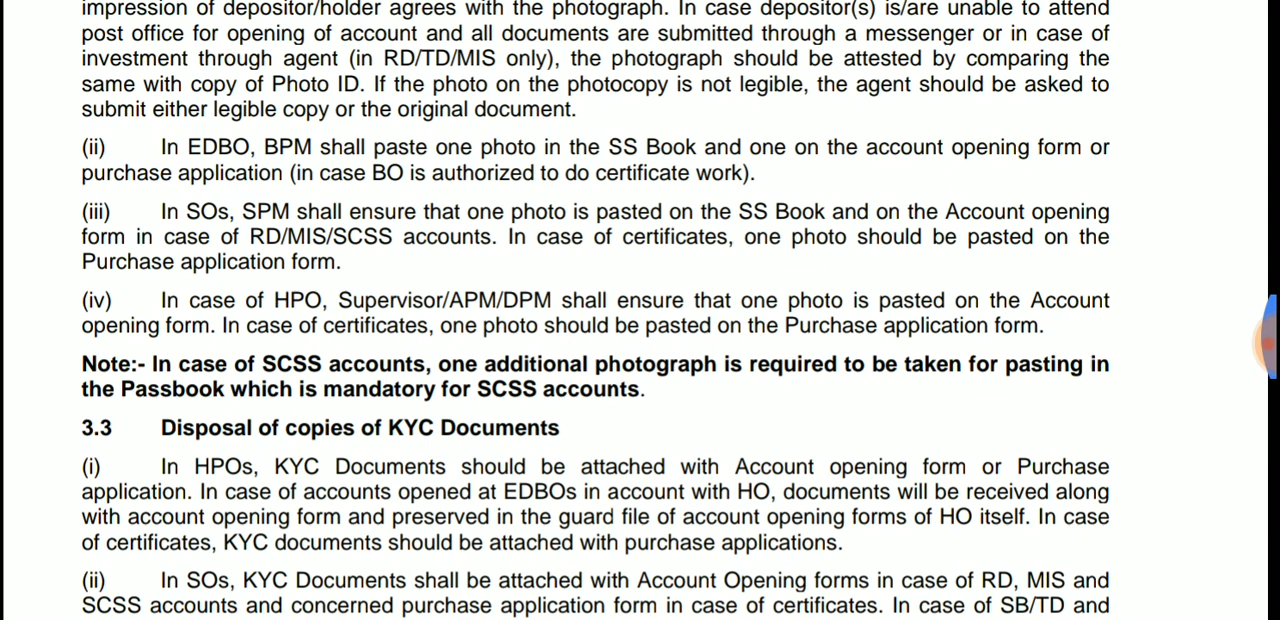 impression of depositor/holder agrees with the photograph. In case depositor(s) is/are unable to attend
post office for opening of account and all documents are submitted through a messenger or in case of
investment through agent (in RD/TD/MIS only), the photograph should be attested by comparing the
same with copy of Photo ID. If the photo on the photocopy is not legible, the agent should be asked to
submit either legible copy or the original document.
(ii) In EDBO, BPM shall paste one photo in the SS Book and one on the account opening form or
purchase application (in case BO is authorized to do certificate work).
(iii) In SOs, SPM shall ensure that one photo is pasted on the SS Book and on the Account opening
form in case of RD/MIS/SCSS accounts. In case of certificates, one photo should be pasted on the
Purchase application form.
(iv) In case of HPO, Supervisor/APM/DPM shall ensure that one photo is pasted on the Account
opening form. In case of certificates, one photo should be pasted on the Purchase application form.
Note:- In case of SCSS accounts, one additional photograph is required to be taken for pasting in
the Passbook which is mandatory for SCSS accounts.
3.3 Disposal of copies of KYC Documents
(i) In HPOs, KYC Documents should be attached with Account opening form or Purchase
application. In case of accounts opened at EDBOs in account with HO, documents will be received along
with account opening form and preserved in the guard file of account opening forms of HO itself. In case
of certificates, KYC documents should be attached with purchase applications.
(ii) In SOs, KYC Documents shall be attached with Account Opening forms in case of RD, MIS and
SCSS accounts and concerned purchase application form in case of certificates. In case of SB/TD and